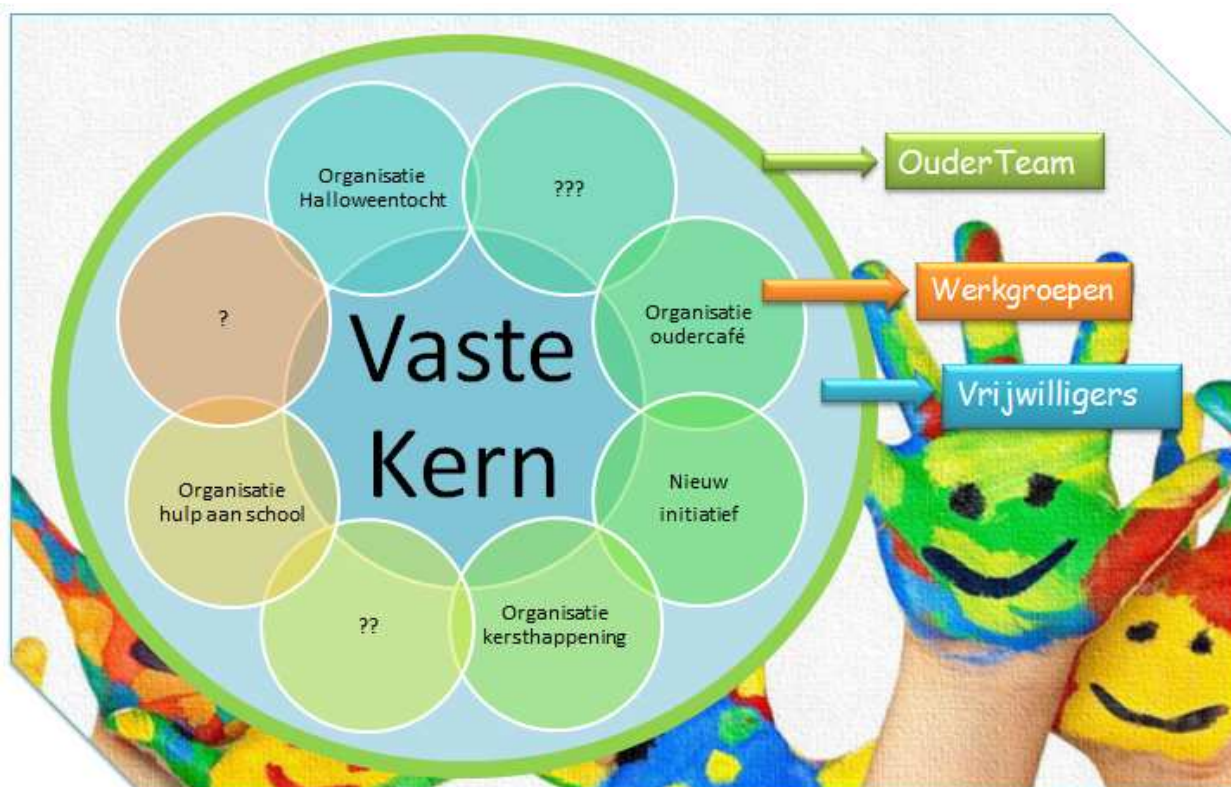 Organisatie
Halloweentocht
???
Organisatie
oudercafé
Nieuw
initiatief
Organisatie
kersthappening
??
Organisatie
hulp aan school
?
Vaste
Kern
OuderTeam
Werkgroepen
Vrijwilligers